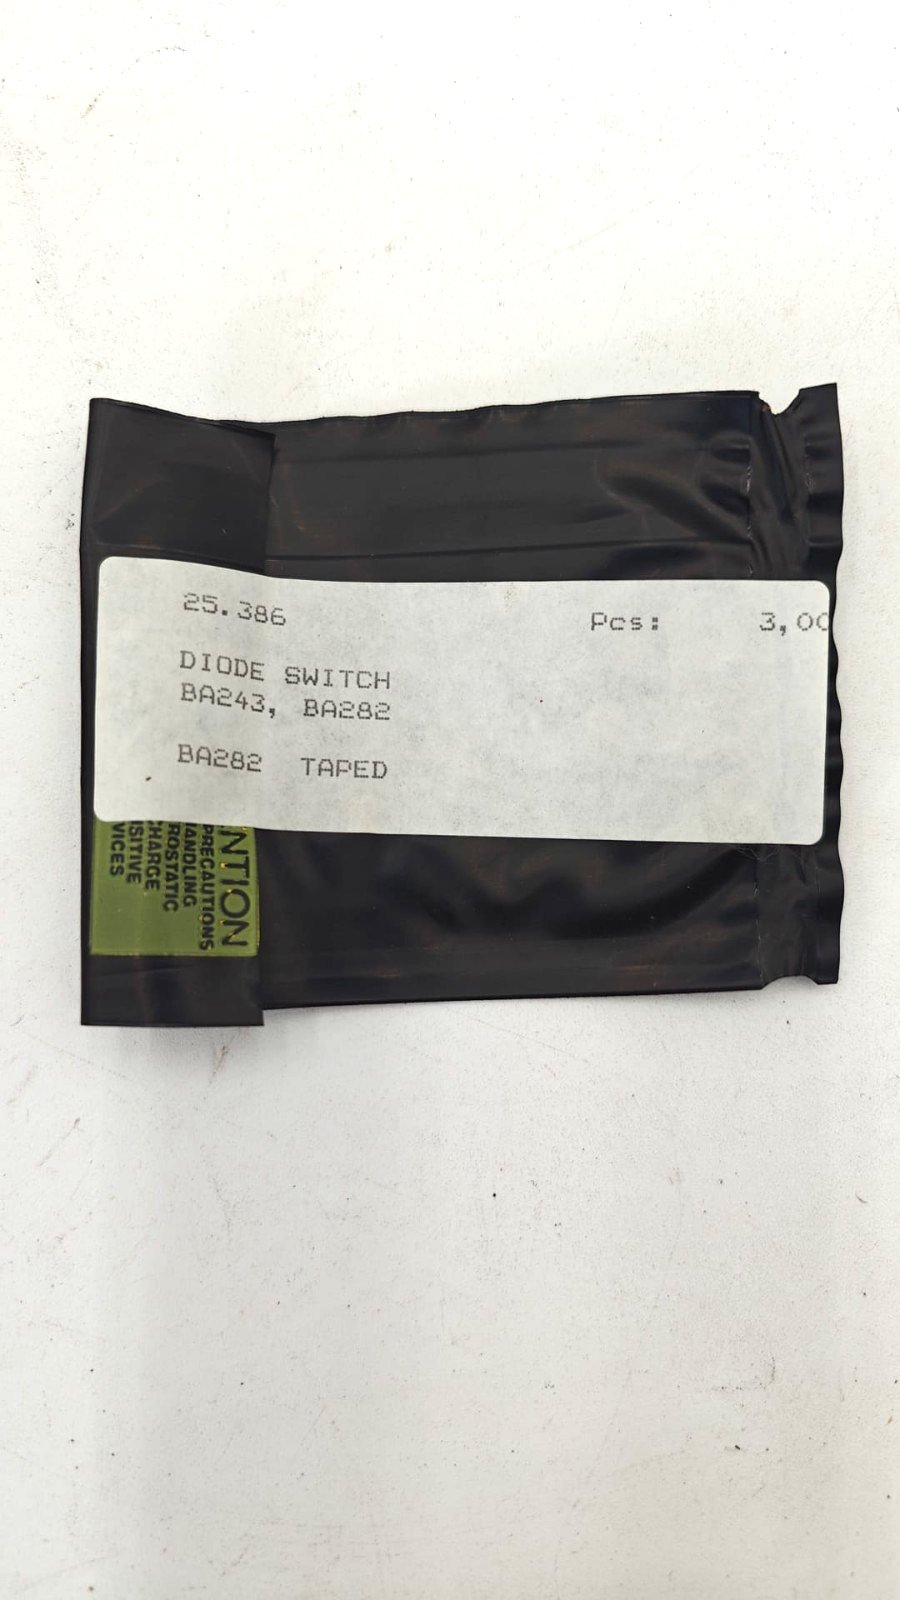 25.386 Pcs: 3,00
DIODE SWITCH
BA243, BA282
BA282 TAPED
NTION
PRECAUTIONS
HANDLING
ROSTATIC
CHARGE
SITIVE
VICES